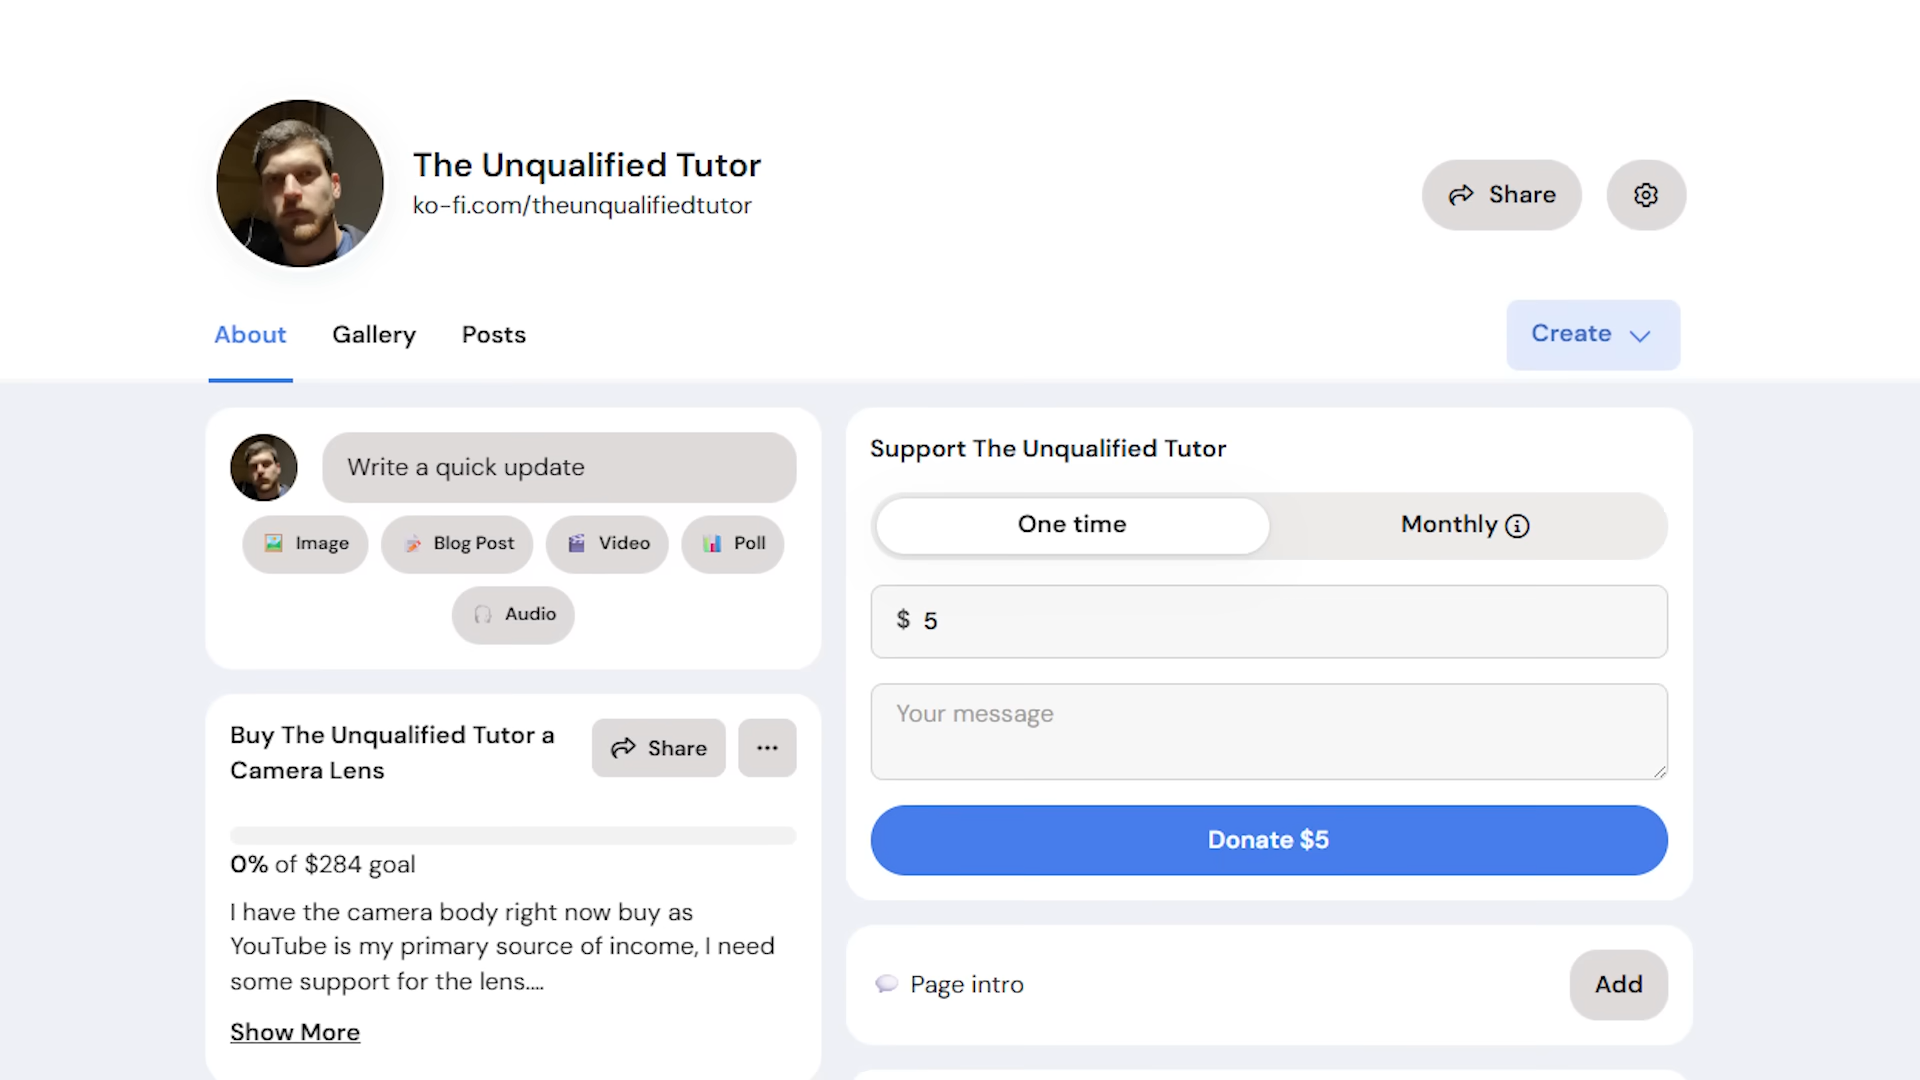 The Unqualified Tutor
ko-fi.com/theunqualifiedtutor
Share
About
Gallery
Posts
Create
Write a quick update
Image
Blog Post
Video
Poll
Audio
Buy The Unqualified Tutor a
Camera Lens
Share
0% of $284 goal
I have the camera body right now buy as
YouTube is my primary source of income, I need
some support for the lens....
Show More
Support The Unqualified Tutor
One time
Monthly
$ 5
Your message
Donate $5
Page intro
Add